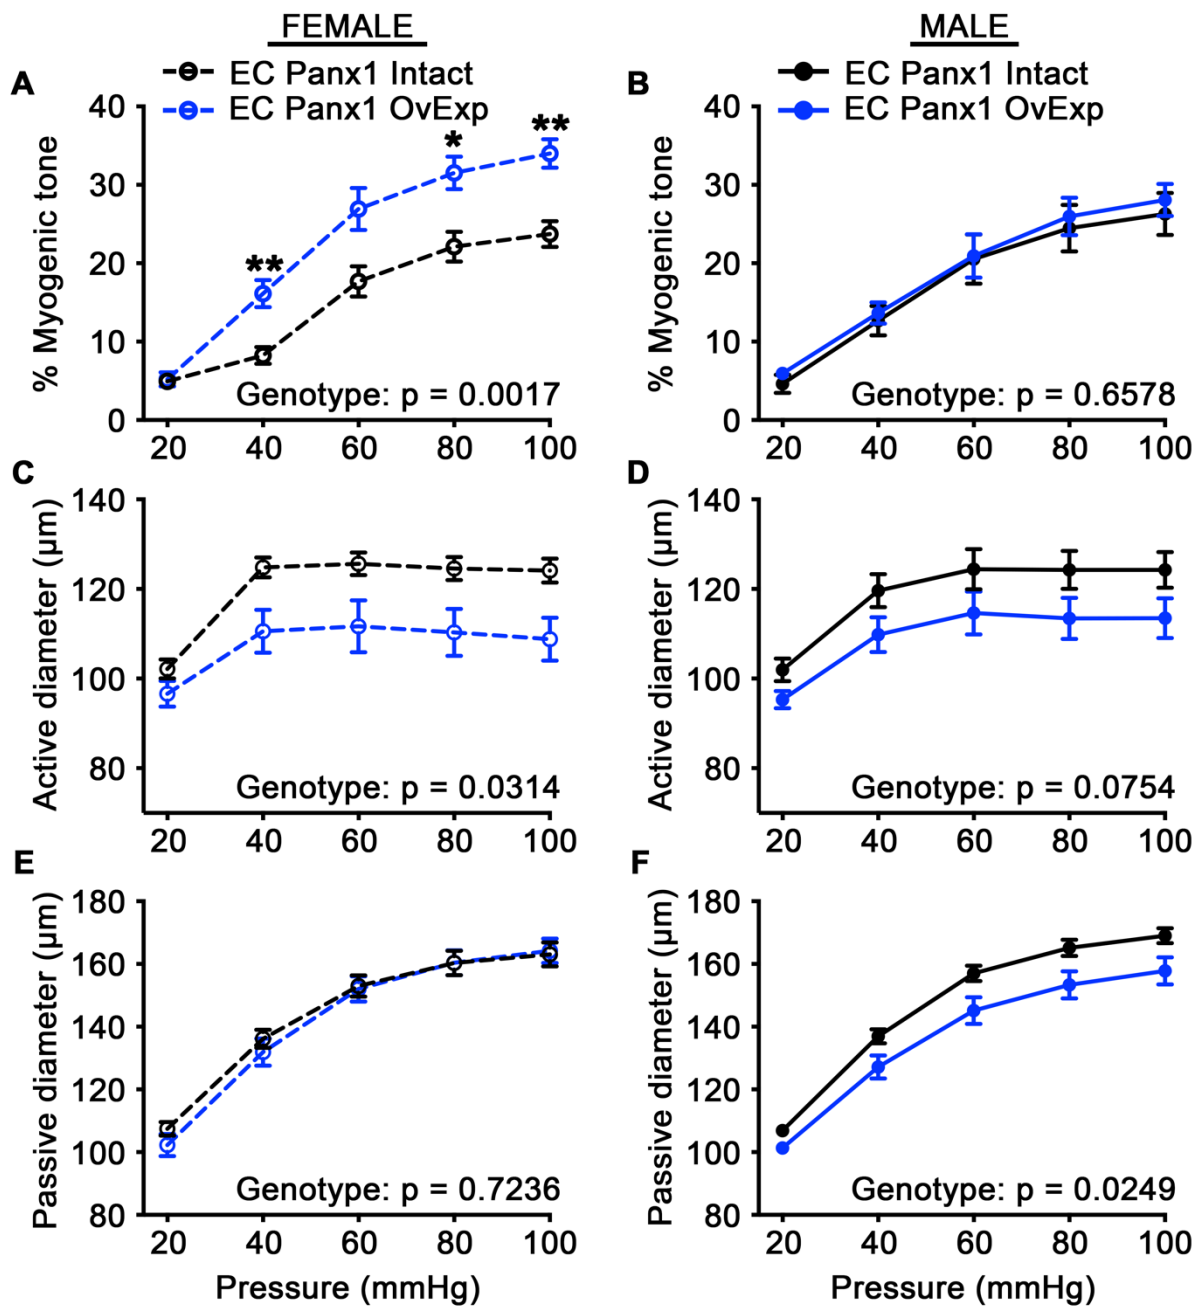 FEMALE
MALE
A
EC Panx1 Intact
EC Panx1 OvExp
B
EC Panx1 Intact
EC Panx1 OvExp
% Myogenic tone
40
30
20
10
0
**
*
**
Genotype: p = 0.0017
20 40 60 80 100
% Myogenic tone
40
30
20
10
0
Genotype: p = 0.6578
20 40 60 80 100
C
Active diameter (µm)
140
120
100
80
Genotype: p = 0.0314
20 40 60 80 100
D
Active diameter (µm)
140
120
100
80
Genotype: p = 0.0754
20 40 60 80 100
E
Passive diameter (µm)
180
160
140
120
100
80
Genotype: p = 0.7236
20 40 60 80 100
Pressure (mmHg)
F
Passive diameter (µm)
180
160
140
120
100
80
Genotype: p = 0.0249
20 40 60 80 100
Pressure (mmHg)